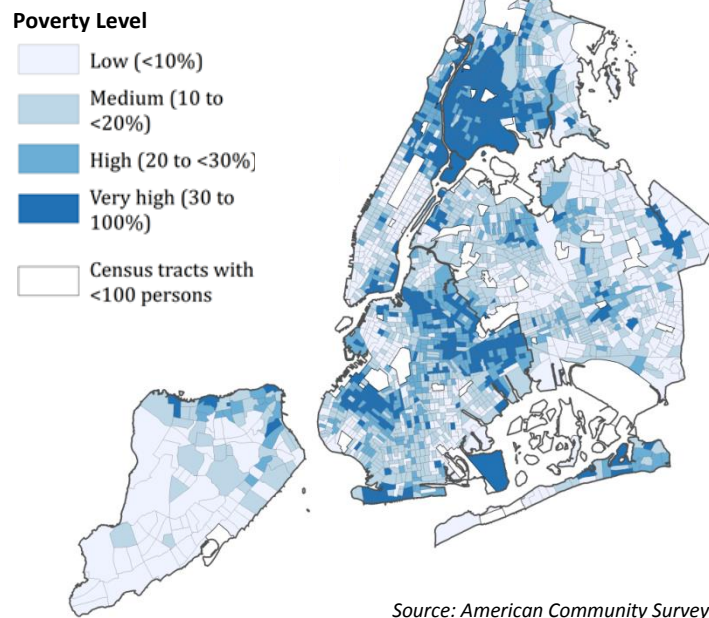 Poverty Level
Low (<10%)
Medium (10 to
<20%)
High (20 to <30%)
Very high (30 to
100%)
Census tracts with
<100 persons
Source: American Community Survey